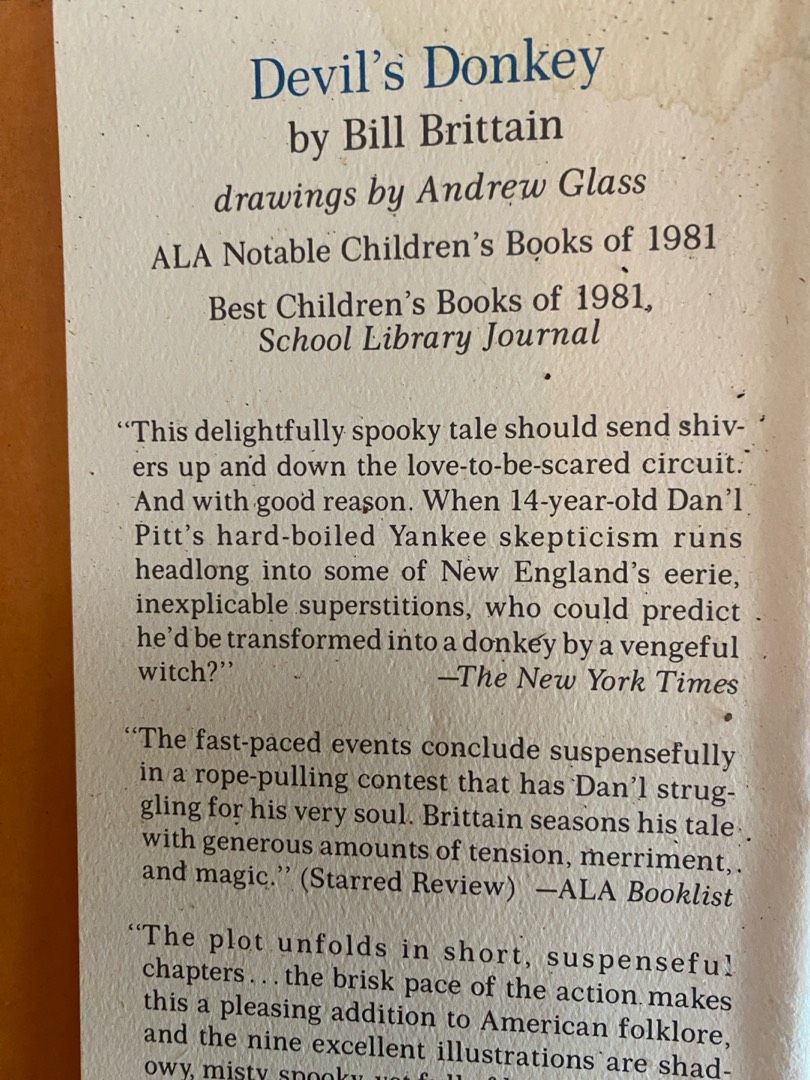 Devil's Donkey
by Bill Brittain
drawings by Andrew Glass
ALA Notable Children's Books of 1981
Best Children's Books of 1981,
School Library Journal
“This delightfully spooky tale should send shiv-
ers up and down the love-to-be-scared circuit.
And with good reason. When 14-year-old Dan'l
Pitt's hard-boiled Yankee skepticism runs
headlong into some of New England's eerie,
inexplicable superstitions, who could predict
he'd be transformed into a donkey by a vengeful
witch?” —The New York Times
“The fast-paced events conclude suspensefully
in a rope-pulling contest that has Dan'l strug-
gling for his very soul. Brittain seasons his tale
with generous amounts of tension, merriment,
and magic.” (Starred Review) —ALA Booklist
“The plot unfolds in short, suspenseful
chapters...the brisk pace of the action makes
this a pleasing addition to American folklore,
and the nine excellent illustrations are shad-
owy, misty spooky